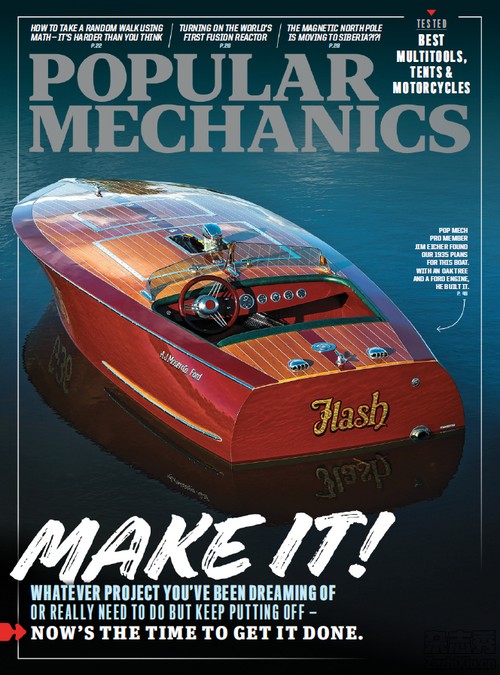 HOW TO TAKE A RANDOM WALK USING
MATH – IT'S HARDER THAN YOU THINK
P.22
TURNING ON THE WORLD'S
FIRST FUSION REACTOR
P.26
THE MAGNETIC NORTH POLE
IS MOVING TO SIBERIA?!?!
P.28
TESTED
BEST
MULTITOOLS,
TENTS &
MOTORCYCLES
POPULAR
MECHANICS
POP MECH
PRO MEMBER
JIM EICHER FOUND
OUR 1935 PLANS
FOR THIS BOAT.
WITH AN OAK TREE
AND A FORD ENGINE,
HE BUILT IT.
Flash
MAKE IT!
WHATEVER PROJECT YOU'VE BEEN DREAMING OF
OR REALLY NEED TO DO BUT KEEP PUTTING OFF –
NOW'S THE TIME TO GET IT DONE.